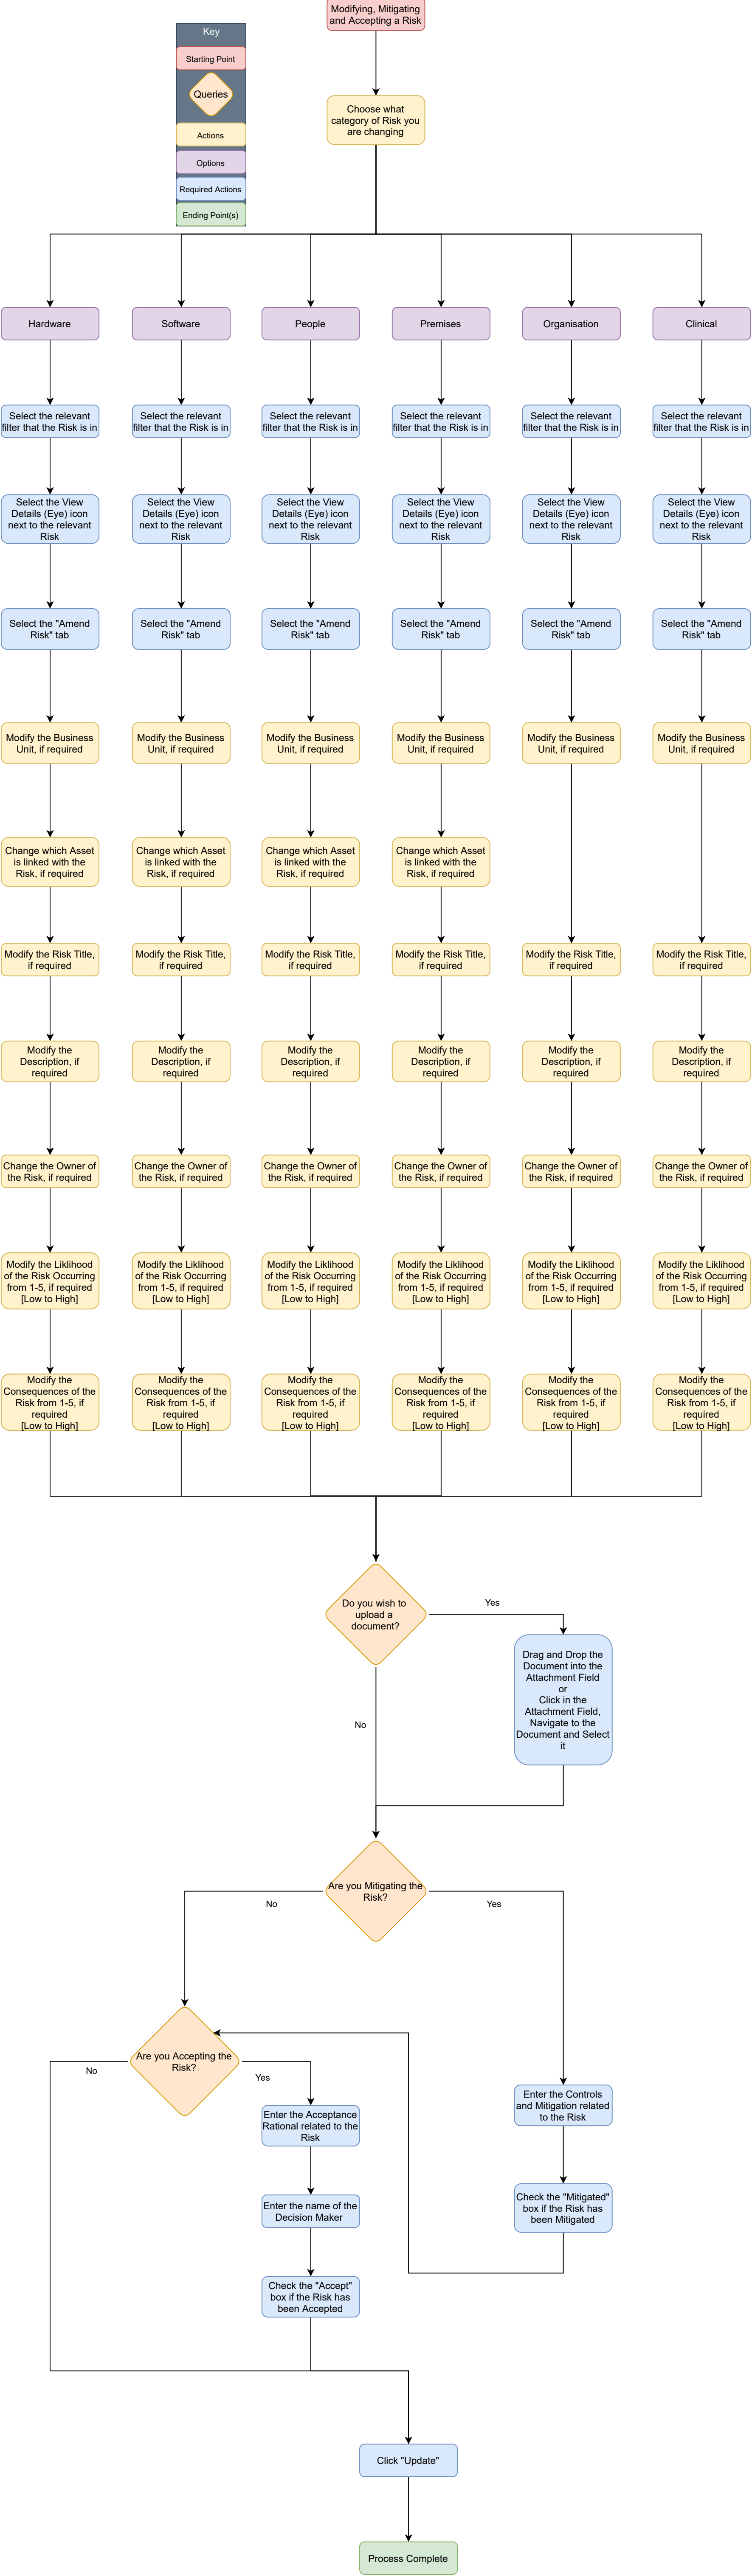 Modifying, Mitigating
and Accepting a Risk
Key
Starting Point
Queries
Actions
Options
Required Actions
Ending Point(s)
Choose what
category of Risk you
are changing
Hardware
Software
People
Premises
Organisation
Clinical
Select the relevant
filter that the Risk is in
Select the relevant
filter that the Risk is in
Select the relevant
filter that the Risk is in
Select the relevant
filter that the Risk is in
Select the relevant
filter that the Risk is in
Select the relevant
filter that the Risk is in
Select the View
Details (Eye) icon
next to the relevant
Risk
Select the View
Details (Eye) icon
next to the relevant
Risk
Select the View
Details (Eye) icon
next to the relevant
Risk
Select the View
Details (Eye) icon
next to the relevant
Risk
Select the View
Details (Eye) icon
next to the relevant
Risk
Select the View
Details (Eye) icon
next to the relevant
Risk
Select the "Amend
Risk" tab
Select the "Amend
Risk" tab
Select the "Amend
Risk" tab
Select the "Amend
Risk" tab
Select the "Amend
Risk" tab
Select the "Amend
Risk" tab
Modify the Business
Unit, if required
Modify the Business
Unit, if required
Modify the Business
Unit, if required
Modify the Business
Unit, if required
Modify the Business
Unit, if required
Modify the Business
Unit, if required
Change which Asset
is linked with the
Risk, if required
Change which Asset
is linked with the
Risk, if required
Change which Asset
is linked with the
Risk, if required
Change which Asset
is linked with the
Risk, if required
Modify the Risk Title,
if required
Modify the Risk Title,
if required
Modify the Risk Title,
if required
Modify the Risk Title,
if required
Modify the Risk Title,
if required
Modify the Risk Title,
if required
Modify the
Description, if
required
Modify the
Description, if
required
Modify the
Description, if
required
Modify the
Description, if
required
Modify the
Description, if
required
Modify the
Description, if
required
Change the Owner of
the Risk, if required
Change the Owner of
the Risk, if required
Change the Owner of
the Risk, if required
Change the Owner of
the Risk, if required
Change the Owner of
the Risk, if required
Change the Owner of
the Risk, if required
Modify the Liklihood
of the Risk Occurring
from 1-5, if required
[Low to High]
Modify the Liklihood
of the Risk Occurring
from 1-5, if required
[Low to High]
Modify the Liklihood
of the Risk Occurring
from 1-5, if required
[Low to High]
Modify the Liklihood
of the Risk Occurring
from 1-5, if required
[Low to High]
Modify the Liklihood
of the Risk Occurring
from 1-5, if required
[Low to High]
Modify the Liklihood
of the Risk Occurring
from 1-5, if required
[Low to High]
Modify the
Consequences of the
Risk from 1-5, if
required
[Low to High]
Modify the
Consequences of the
Risk from 1-5, if
required
[Low to High]
Modify the
Consequences of the
Risk from 1-5, if
required
[Low to High]
Modify the
Consequences of the
Risk from 1-5, if
required
[Low to High]
Modify the
Consequences of the
Risk from 1-5, if
required
[Low to High]
Modify the
Consequences of the
Risk from 1-5, if
required
[Low to High]
Do you wish to
upload a
document?
Yes
Drag and Drop the
Document into the
Attachment Field
or
Click in the
Attachment Field,
Navigate to the
Document and Select
it
No
Are you Mitigating the
Risk?
No
Yes
Are you Accepting the
Risk?
No
Yes
Enter the Controls
and Mitigation related
to the Risk
Enter the Acceptance
Rational related to the
Risk
Check the "Mitigated"
box if the Risk has
been Mitigated
Enter the name of the
Decision Maker
Check the "Accept"
box if the Risk has
been Accepted
Click "Update"
Process Complete